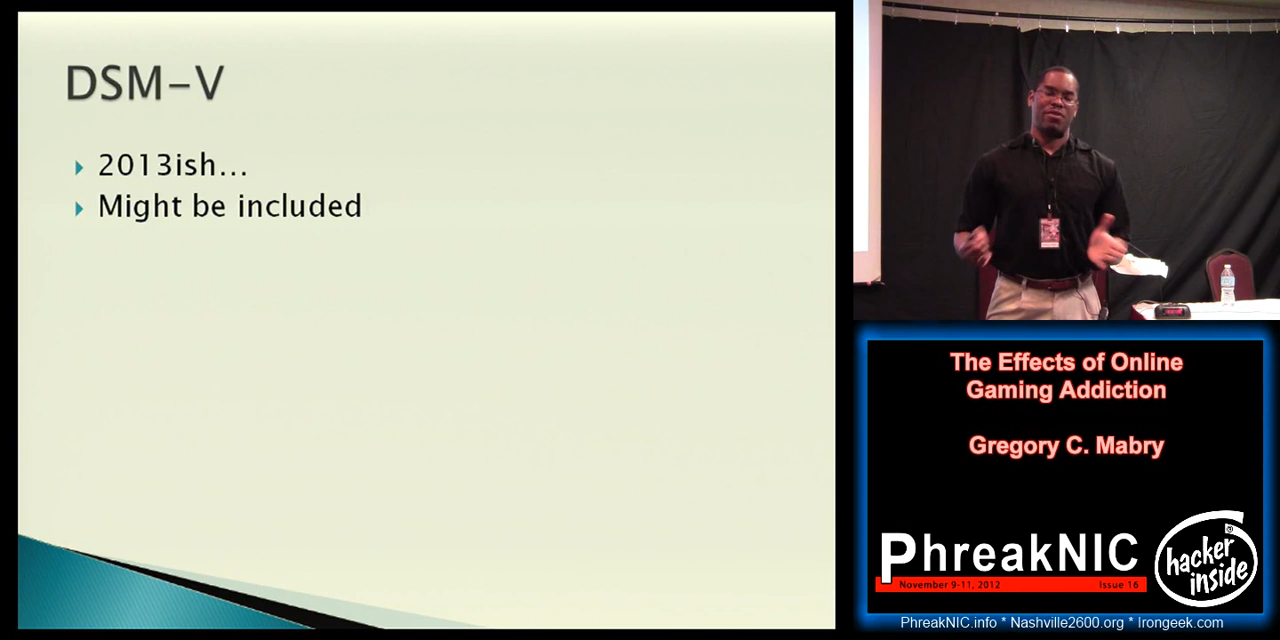 DSM-V
2013ish...
Might be included
The Effects of Online
Gaming Addiction
Gregory C. Mabry
PhreakNIC
November 9-11, 2012 Issue 16
hacker
inside
PhreakNIC.info * Nashville2600.org * Irongeek.com